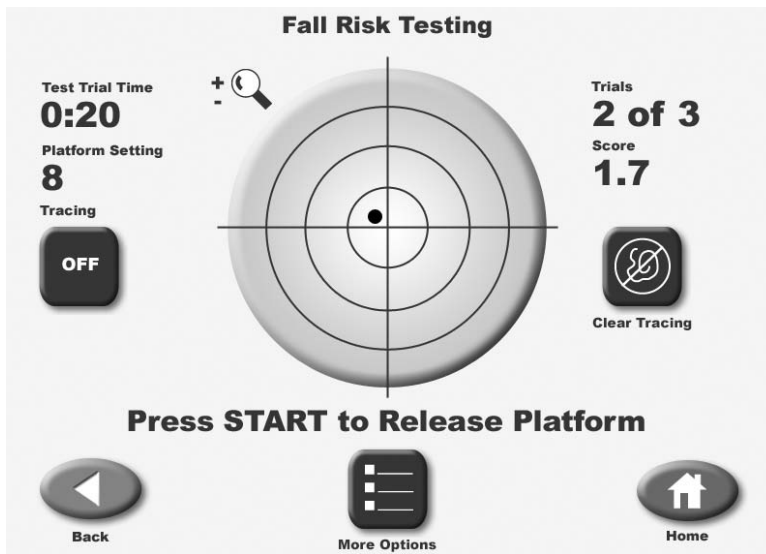 Fall Risk Testing
Test Trial Time
0:20
Platform Setting
8
Tracing
OFF
+
-
Trials
2 of 3
Score
1.7
Clear Tracing
Press START to Release Platform
Back
More Options
Home